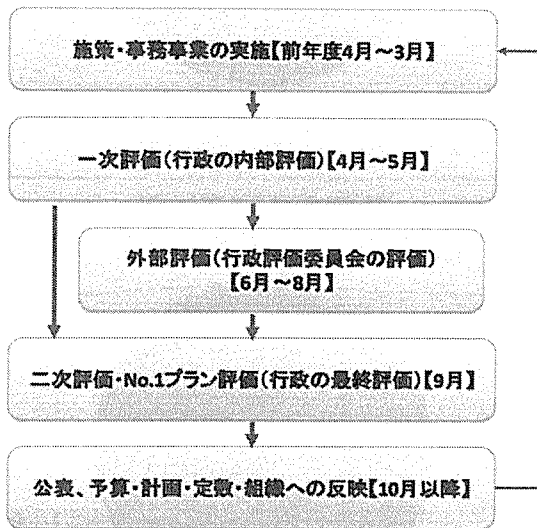 施策・事務事業の実施【前年度4月～3月】
一次評価(行政の内部評価)【4月～5月】
外部評価(行政評価委員会の評価)
【6月～8月】
二次評価・No.1プラン評価(行政の最終評価)【9月】
公表、予算・計画・定数・組織への反映【10月以降】